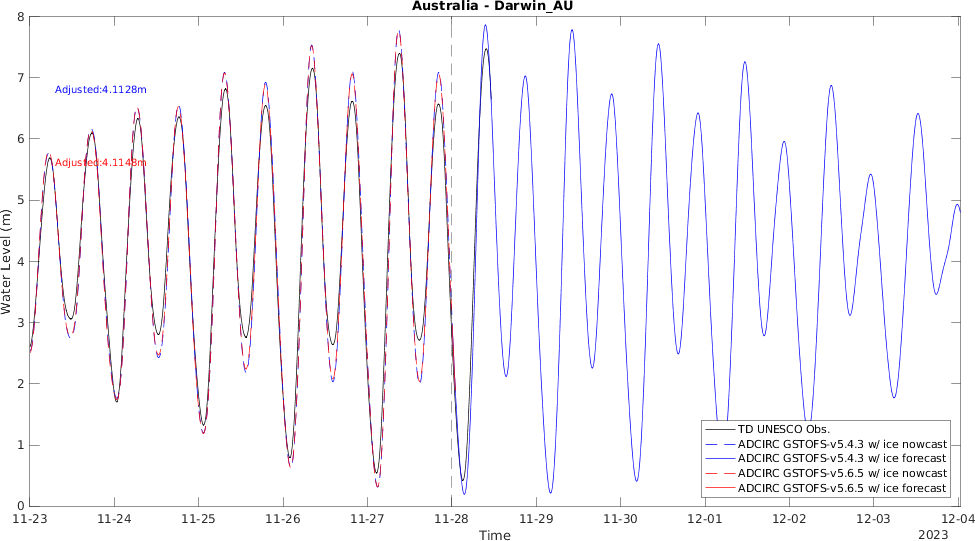 Australia - Darwin_AU
8
7
6
5
4
3
2
1
0
Water Level (m)
Adjusted:4.1128m
Adjusted:4.1148m
TD UNESCO Obs.
ADCIRC GSTOFS-v5.4.3 w/ ice nowcast
ADCIRC GSTOFS-v5.4.3 w/ ice forecast
ADCIRC GSTOFS-v5.6.5 w/ ice nowcast
ADCIRC GSTOFS-v5.6.5 w/ ice forecast
11-23 11-24 11-25 11-26 11-27 11-28 11-29 11-30 12-01 12-02 12-03 12-04
Time
2023